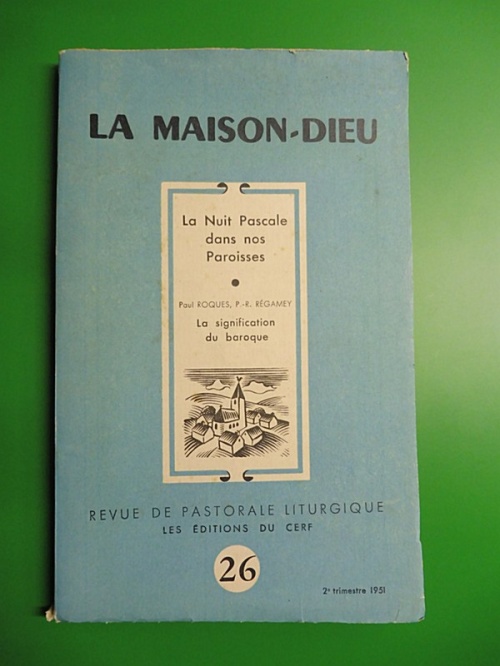 LA MAISON-DIEU
La Nuit Pascale
dans nos
Paroisses
Paul ROQUES, P.-R. RÉGAMEY
La signification
du baroque
REVUE DE PASTORALE LITURGIQUE
LES ÉDITIONS DU CERF
26
2e trimestre 1951